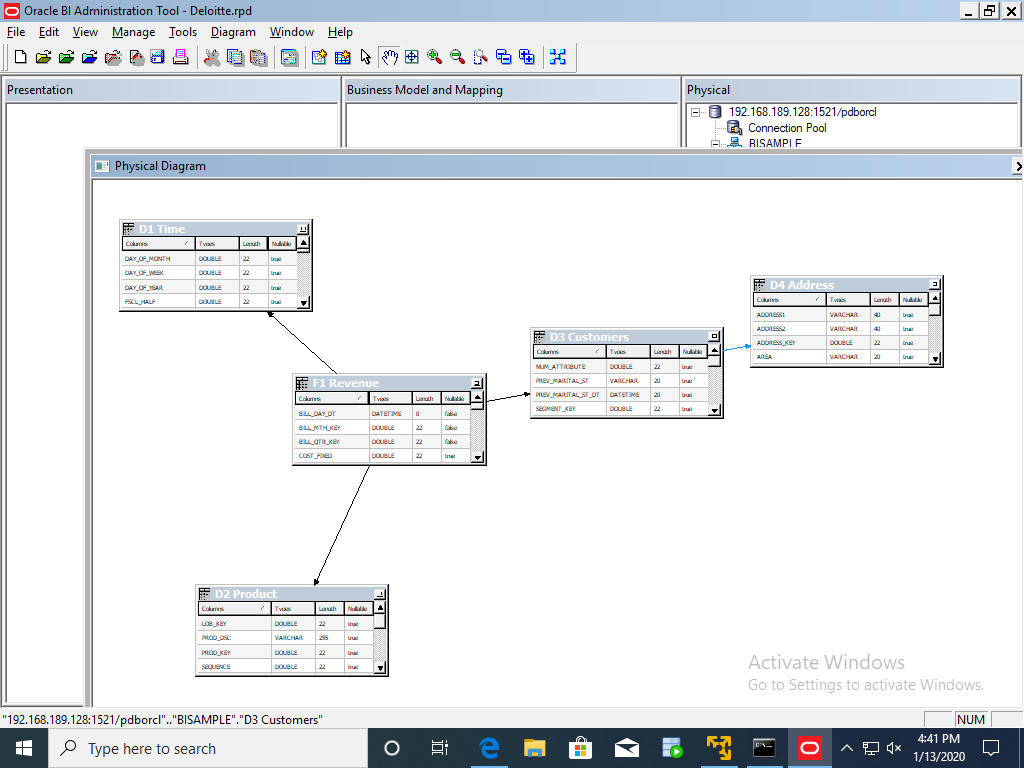 Oracle BI Administration Tool - Deloitte.rpd
File Edit View Manage Tools Diagram Window Help
Presentation
Business Model and Mapping
Physical
192.168.189.128:1521/pdborcl
Connection Pool
BISAMPLE
Physical Diagram
D1 Time
Columns Types Length Nullable
DAY_OF_MONTH DOUBLE 22 true
DAY_OF_WEEK DOUBLE 22 true
DAY_OF_YEAR DOUBLE 22 true
FSCL_HALF DOUBLE 22 true
D4 Address
Columns Types Length Nullable
ADDRESS1 VARCHAR 40 true
ADDRESS2 VARCHAR 40 true
ADDRESS_KEY DOUBLE 22 true
AREA VARCHAR 20 true
D3 Customers
Columns Types Length Nullable
NUM_ATTRIBUTE DOUBLE 22 true
PREV_MARITAL_ST VARCHAR 20 true
PREV_MARITAL_ST_DT DATETIME 20 true
SEGMENT_KEY DOUBLE 22 true
F1 Revenue
Columns Types Length Nullable
BILL_DAY_DT DATETIME 0 false
BILL_MTH_KEY DOUBLE 22 false
BILL_QTR_KEY DOUBLE 22 false
COST_FIXED DOUBLE 22 true
D2 Product
Columns Types Length Nullable
LOB_KEY DOUBLE 22 true
PROD_DSC VARCHAR 255 true
PROD_KEY DOUBLE 22 true
SEQUENCE DOUBLE 22 true
Activate Windows
Go to Settings to activate Windows.
"192.168.189.128:1521/pdborcl".."BISAMPLE"."D3 Customers"
NUM
Type here to search
4:41 PM
1/13/2020